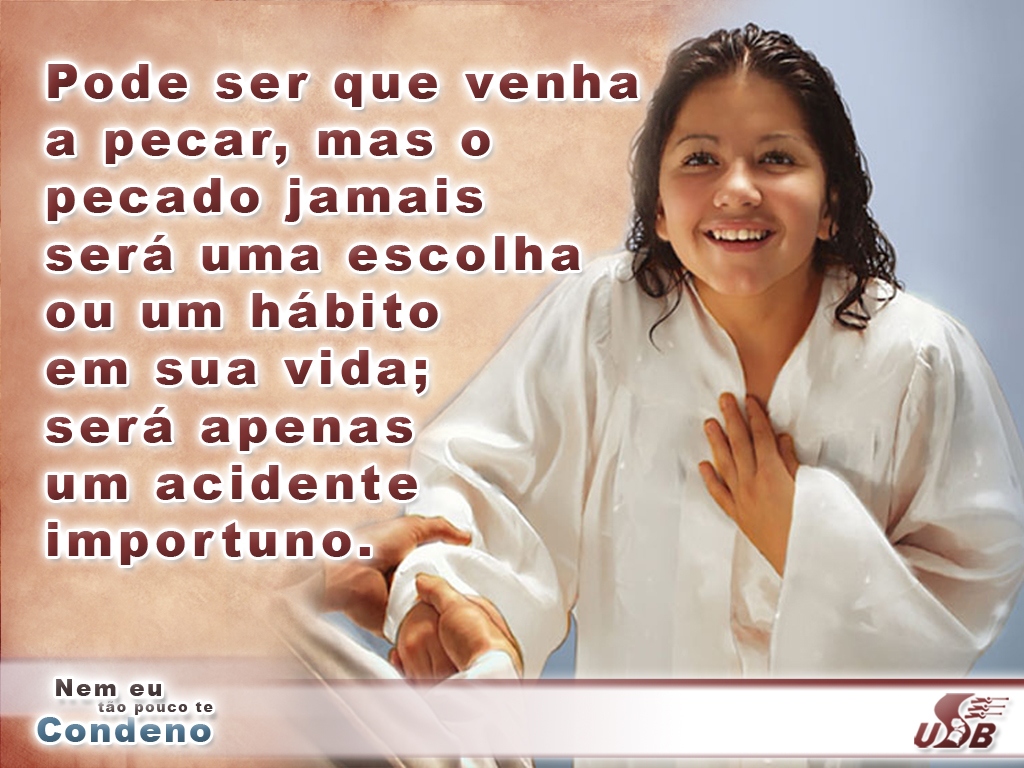 Pode ser que venha
a pecar, mas o
pecado jamais
será uma escolha
ou um hábito
em sua vida;
será apenas
um acidente
importuno.
Nem eu
tão pouco te
Condeno
USB